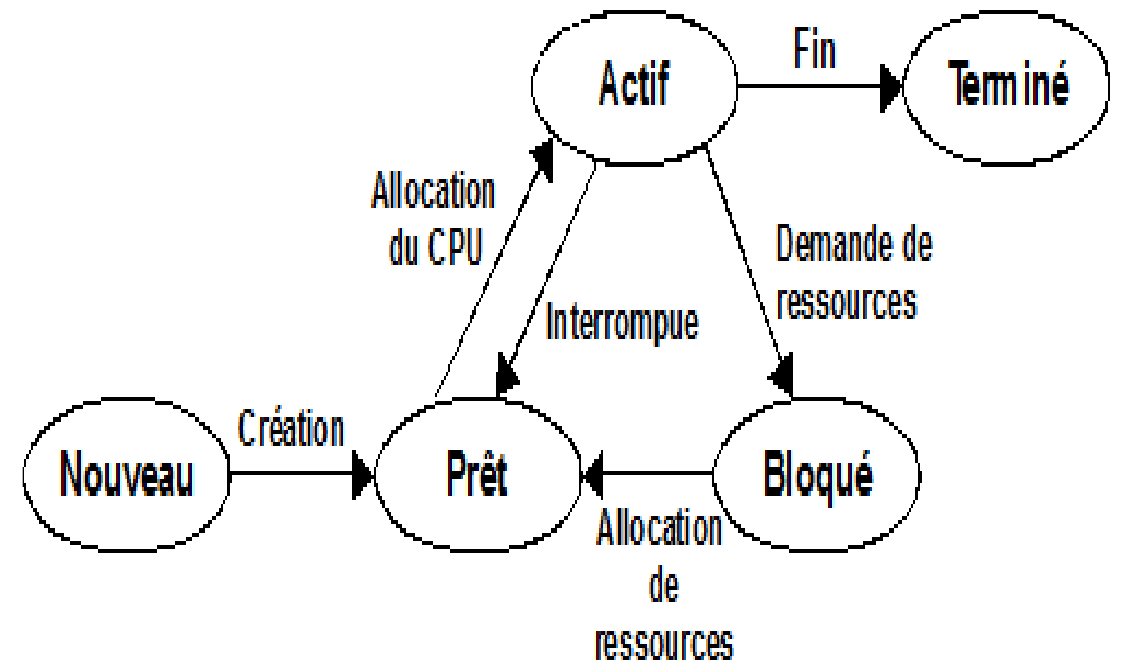 Fin
Actif
Terminé
Allocation
du CPU
Demande de
ressources
Interrompue
Création
Nouveau
Prêt
Bloqué
Allocation
de
ressources